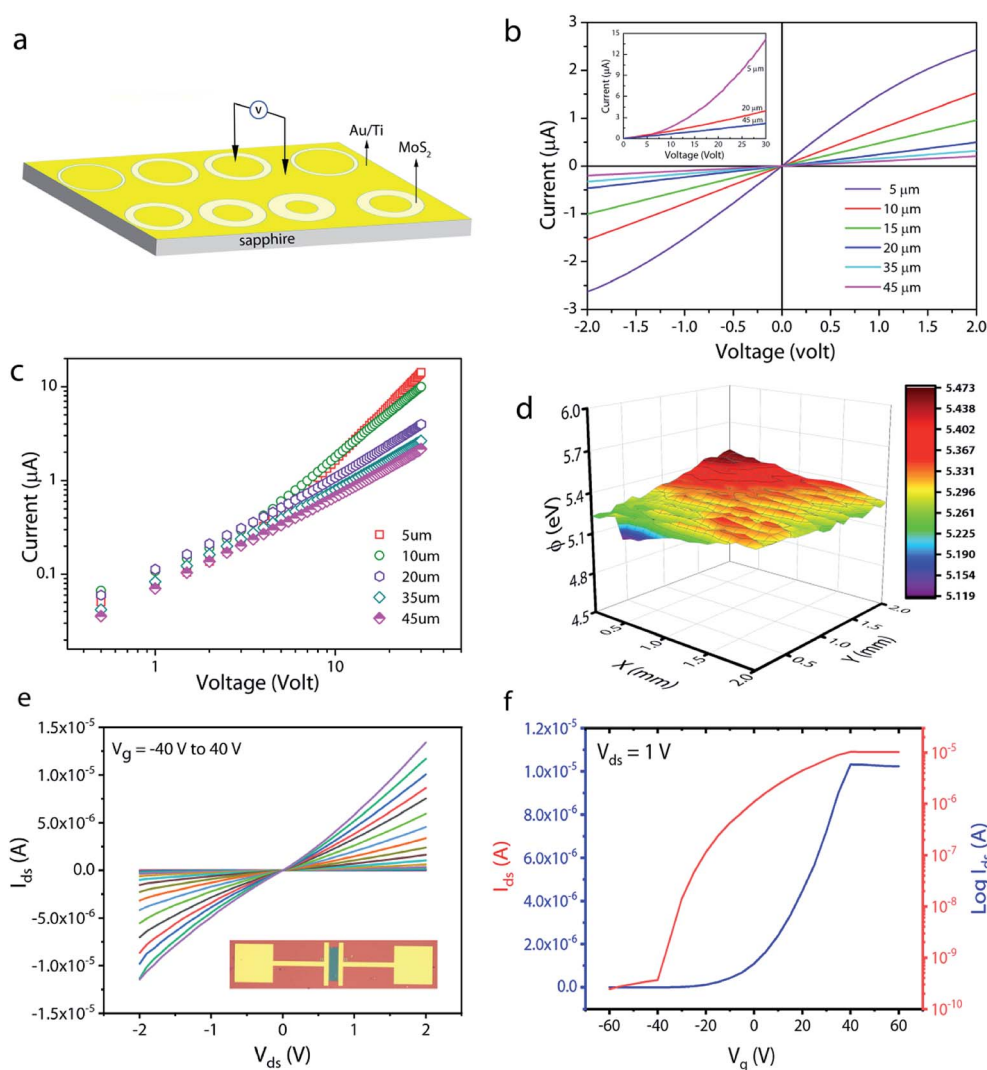 a
V
Au/Ti
MoS2
sapphire
b
Current (μA)
3
2
1
0
-1
-2
-3
-2.0 -1.5 -1.0 -0.5 0.0 0.5 1.0 1.5 2.0
Voltage (volt)
Current (μA)
15
12
9
6
3
0
0 5 10 15 20 25 30
Voltage (Volt)
5 μm
20 μm
45 μm
5 μm
10 μm
15 μm
20 μm
35 μm
45 μm
c
Current (μA)
10
1
0.1
1 10
Voltage (Volt)
5um
10um
20um
35um
45um
d
ϕ (eV)
6.0
5.7
5.4
5.1
4.8
4.5
0.5
1.0
1.5
2.0
X (mm)
0.5
1.0
1.5
2.0
Y (mm)
5.473
5.438
5.402
5.367
5.331
5.296
5.261
5.225
5.190
5.154
5.119
e
Vg = -40 V to 40 V
Ids (A)
1.5x10-5
1.0x10-5
5.0x10-6
0.0
-5.0x10-6
-1.0x10-5
-1.5x10-5
-2 -1 0 1 2
Vds (V)
f
Vds = 1 V
Ids (A)
1.2x10-5
1.0x10-5
8.0x10-6
6.0x10-6
4.0x10-6
2.0x10-6
0.0
-60 -40 -20 0 20 40 60
Vg (V)
10-5
10-6
10-7
10-8
10-9
10-10
Log Ids (A)